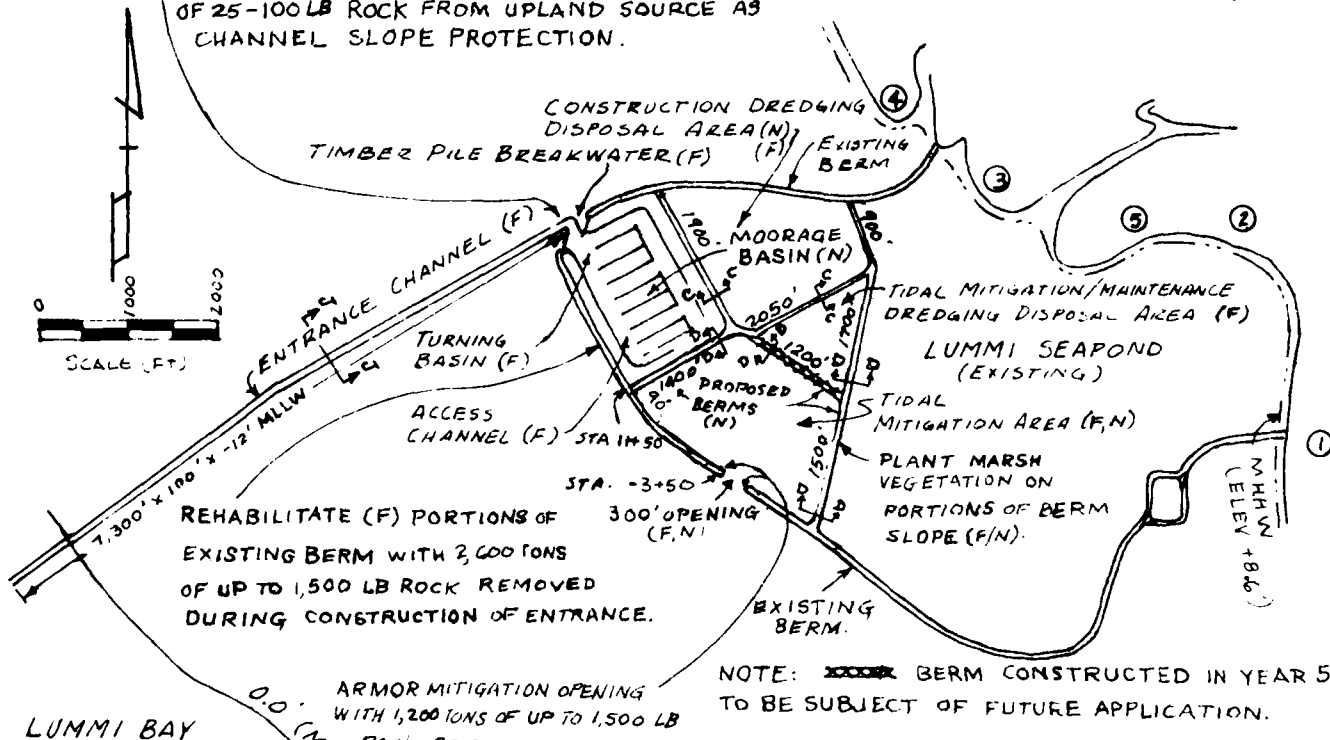 OF 25-100 LB ROCK FROM UPLAND SOURCE AS
CHANNEL SLOPE PROTECTION.
CONSTRUCTION DREDGING
DISPOSAL AREA (N)
(F)
TIMBER PILE BREAKWATER (F)
EXISTING
BERM
4
3
5
2
1
ENTRANCE CHANNEL (F)
7,300' X 100' X -12' MLLW
0
1000
2000
SCALE (FT)
1900
900
MOORAGE
BASIN (N)
C
C
2050'
1700'
1200'
TIDAL MITIGATION/MAINTENANCE
DREDGING DISPOSAL AREA (F)
TURNING
BASIN (F)
LUMMI SEAPOND
(EXISTING)
1400'
90'
PROPOSED
BERMS
(N)
ACCESS
CHANNEL (F)
STA 11+50
TIDAL
MITIGATION AREA (F,N)
1500'
STA. -3+50
300' OPENING
(F,N)
PLANT MARSH
VEGETATION ON
PORTIONS OF BERM
SLOPE (F/N).
MHHW
(ELEV +8.6)
REHABILITATE (F) PORTIONS OF
EXISTING BERM WITH 2,600 TONS
OF UP TO 1,500 LB ROCK REMOVED
DURING CONSTRUCTION OF ENTRANCE.
EXISTING
BERM.
NOTE: BERM CONSTRUCTED IN YEAR 5
TO BE SUBJECT OF FUTURE APPLICATION.
0.0
ARMOR MITIGATION OPENING
WITH 1,200 TONS OF UP TO 1,500 LB
LUMMI BAY